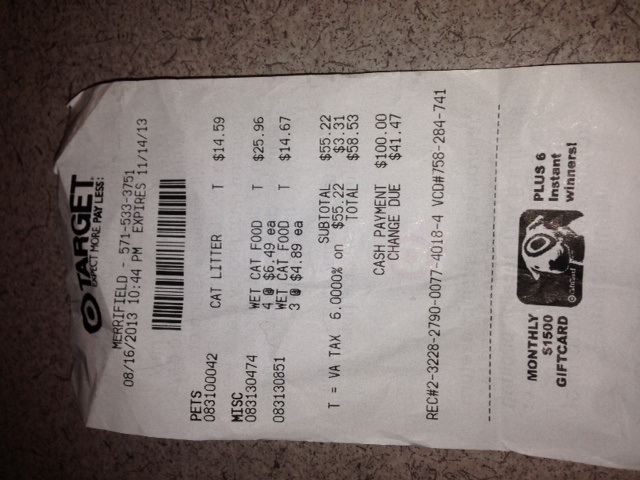 TARGET
EXPECT MORE. PAY LESS.
MERRIFIELD - 571-533-3751
08/16/2013 10:44 PM EXPIRES 11/14/13
PETS
083100042 CAT LITTER T $14.59
MISC
083130474 WET CAT FOOD T $25.96
4 @ $6.49 ea
083130851 WET CAT FOOD T $14.67
3 @ $4.89 ea
SUBTOTAL $55.22
T = VA TAX 6.0000% on $55.22 $3.31
TOTAL $58.53
CASH PAYMENT $100.00
CHANGE DUE $41.47
REC#2-3228-2790-0077-4018-4 VCD#758-284-741
MONTHLY
$1500
GIFTCARD
GiftCard
PLUS 6
Instant
winners!